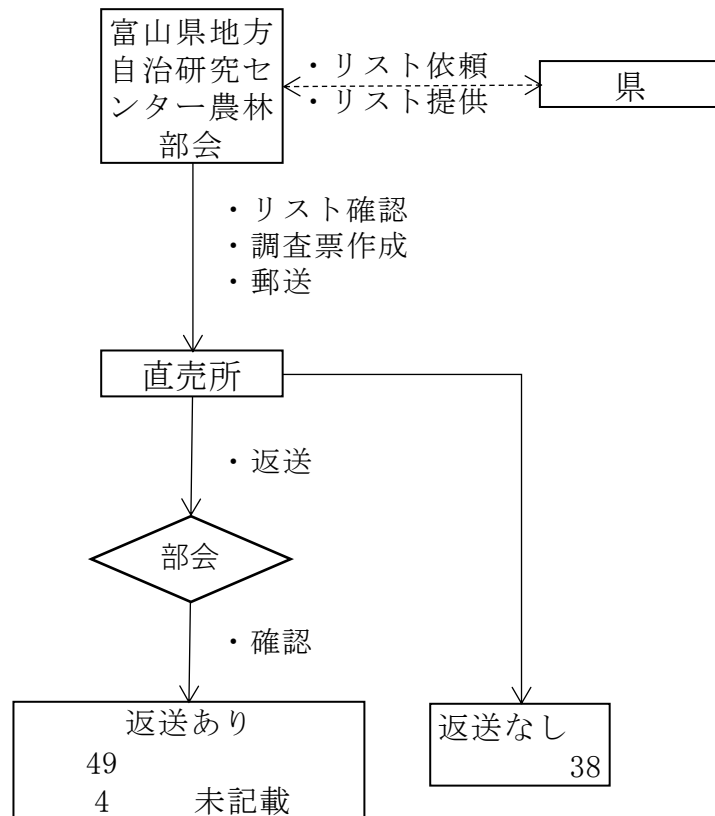 富山県地方
自治研究セ
ンター農林
部会
・リスト依頼
・リスト提供
県
・リスト確認
・調査票作成
・郵送
直売所
・返送
部会
・確認
返送あり
49
4 未記載
返送なし
38